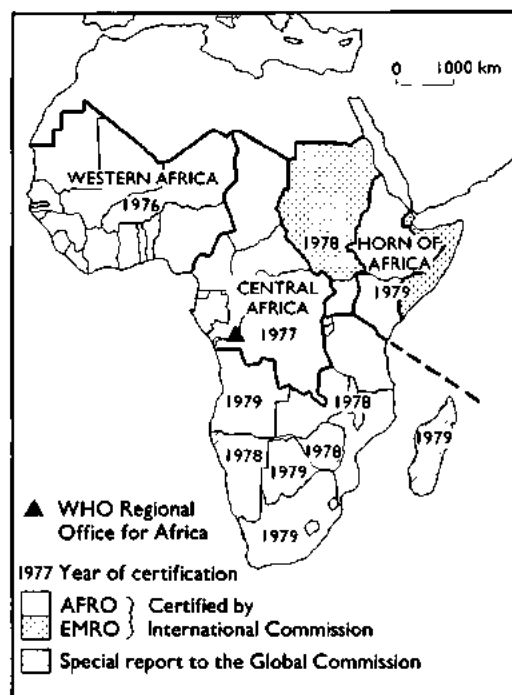 0 1000 km
WESTERN AFRICA
1976
1978
HORN OF
AFRICA
1979
CENTRAL
AFRICA
1977
1979
1978
1978
1978
1979
1979
1979
WHO Regional
Office for Africa
1977 Year of certification
AFRO } Certified by
EMRO } International Commission
Special report to the Global Commission